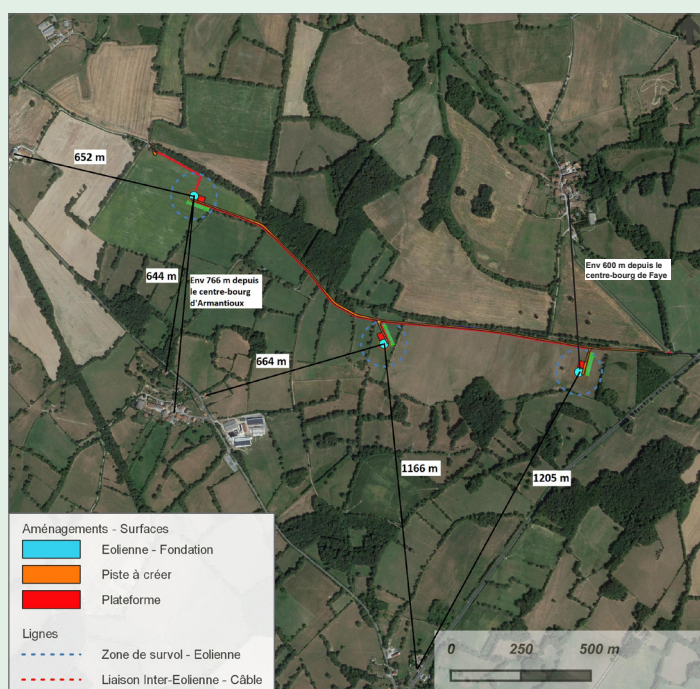 652 m
644 m
Env 766 m depuis
le centre-bourg
d'Armantioux
Env 600 m depuis le
centre-bourg de Faye
664 m
1166 m
1205 m
Aménagements - Surfaces
Eolienne - Fondation
Piste à créer
Plateforme
Lignes
Zone de survol - Eolienne
Liaison Inter-Eolienne - Câble
0 250 500 m